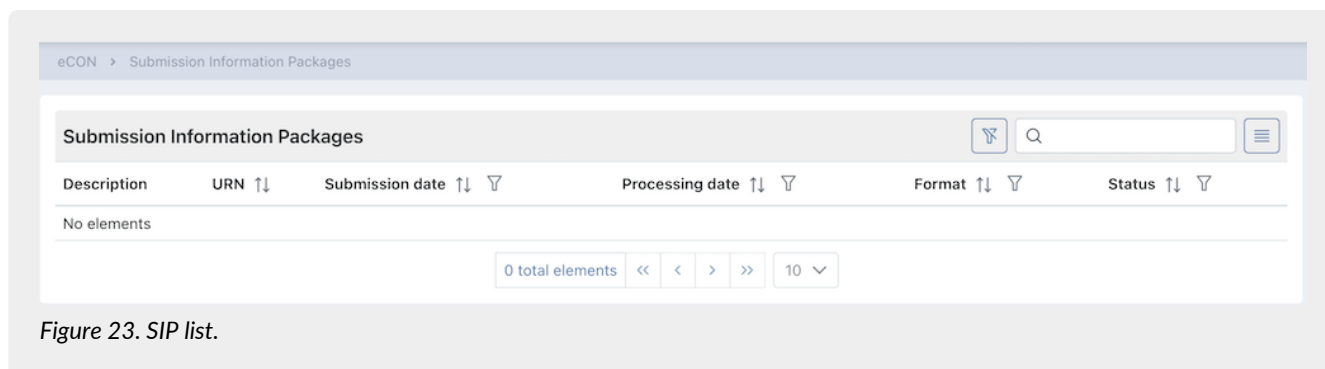 eCON > Submission Information Packages
Submission Information Packages
Description URN Submission date Processing date Format Status
No elements
0 total elements << < > >> 10
Figure 23. SIP list.